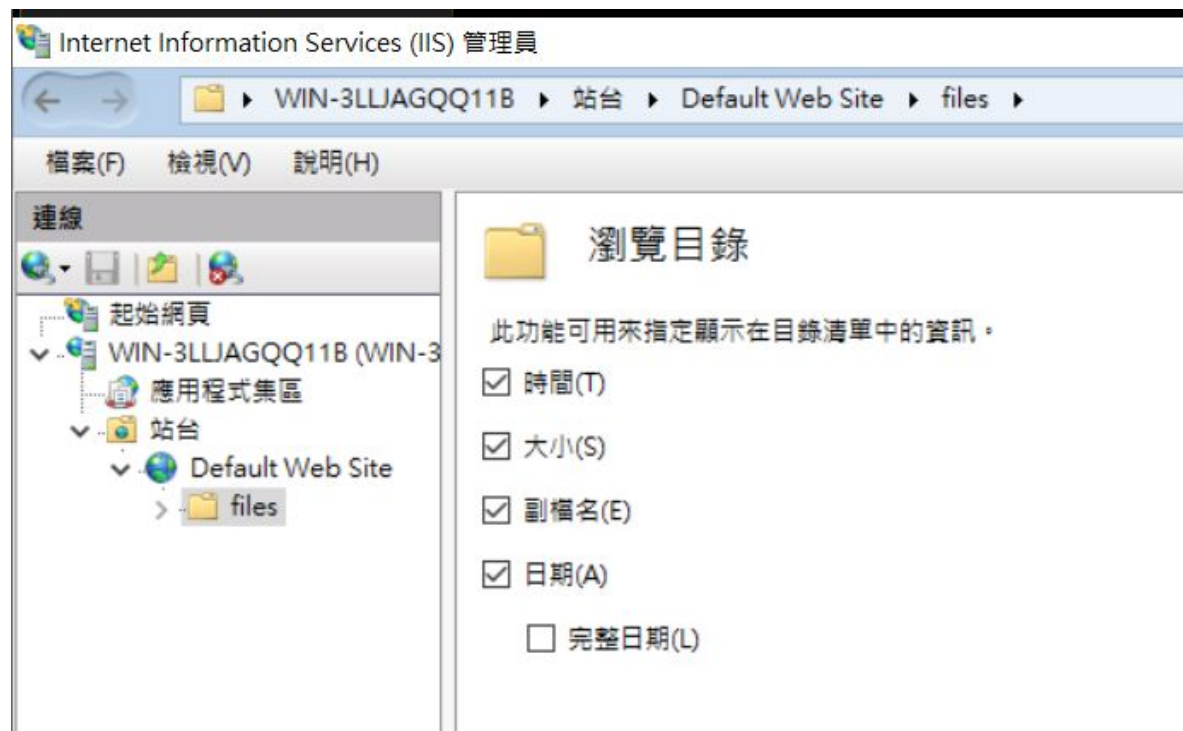 Internet Information Services (IIS) 管理員
WIN-3LLJAGQQ11B 站台 Default Web Site files
檔案(F) 檢視(V) 說明(H)
連線
起始網頁
WIN-3LLJAGQQ11B (WIN-3
應用程式集區
站台
Default Web Site
files
瀏覽目錄
此功能可用來指定顯示在目錄清單中的資訊。
時間(T)
大小(S)
副檔名(E)
日期(A)
完整日期(L)